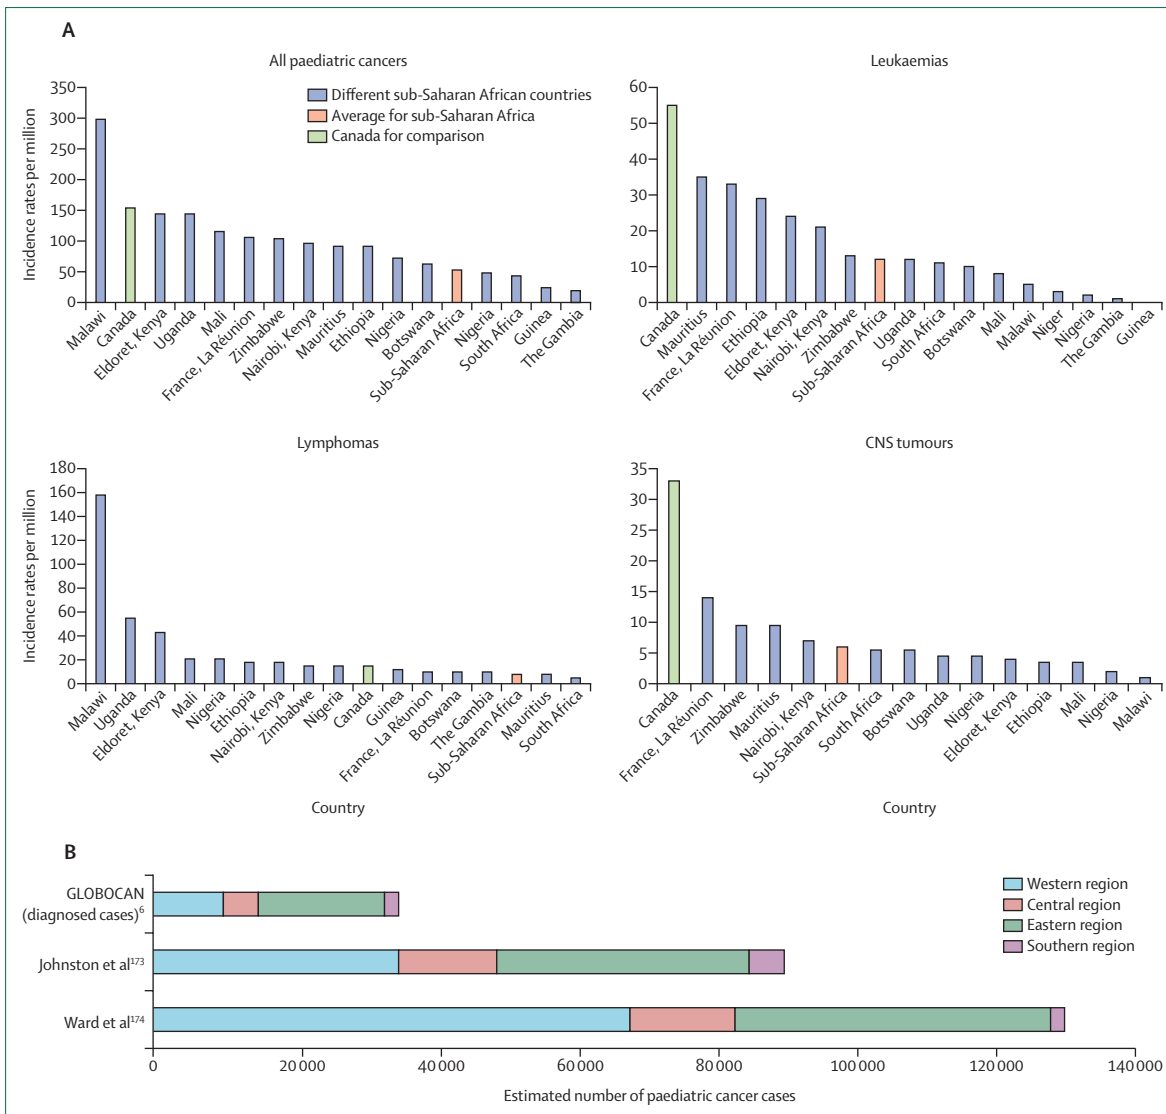 A
All paediatric cancers
Incidence rates per million
350
300
250
200
150
100
50
0
Different sub-Saharan African countries
Average for sub-Saharan Africa
Canada for comparison
Malawi
Canada
Eldoret, Kenya
Uganda
Mali
France, La Réunion
Zimbabwe
Nairobi, Kenya
Mauritius
Ethiopia
Nigeria
Botswana
Sub-Saharan Africa
Nigeria
South Africa
Guinea
The Gambia
Leukaemias
60
50
40
30
20
10
0
Canada
Mauritius
France, La Réunion
Ethiopia
Eldoret, Kenya
Nairobi, Kenya
Zimbabwe
Sub-Saharan Africa
Uganda
South Africa
Botswana
Mali
Malawi
Niger
Nigeria
The Gambia
Guinea
Lymphomas
Incidence rates per million
180
160
140
120
100
80
60
40
20
0
Malawi
Uganda
Eldoret, Kenya
Mali
Nigeria
Ethiopia
Nairobi, Kenya
Zimbabwe
Nigeria
Canada
Guinea
France, La Réunion
Botswana
The Gambia
Sub-Saharan Africa
Mauritius
South Africa
Country
CNS tumours
35
30
25
20
15
10
5
0
Canada
France, La Réunion
Zimbabwe
Mauritius
Nairobi, Kenya
Sub-Saharan Africa
South Africa
Botswana
Uganda
Nigeria
Eldoret, Kenya
Ethiopia
Mali
Nigeria
Malawi
Country
B
GLOBOCAN
(diagnosed cases)⁶
Johnston et al¹⁷³
Ward et al¹⁷⁴
Western region
Central region
Eastern region
Southern region
0
20 000
40 000
60 000
80 000
100 000
120 000
140 000
Estimated number of paediatric cancer cases